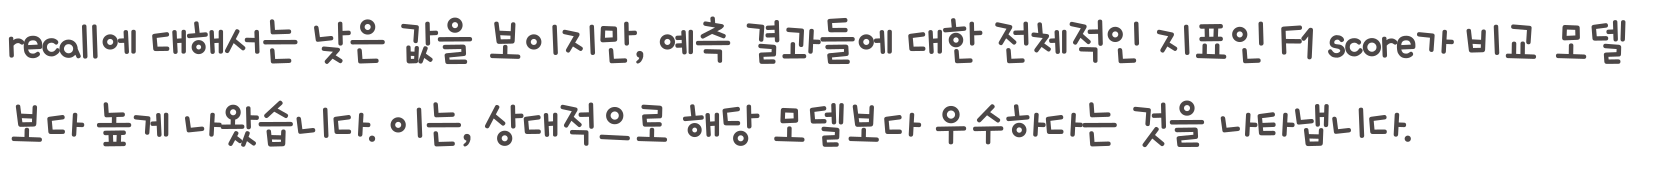 recall에 대해서는 낮은 값을 보이지만, 예측 결과들에 대한 전체적인 지표인 F1 score가 비교 모델
보다 높게 나왔습니다. 이는, 상대적으로 해당 모델보다 우수하다는 것을 나타냅니다.